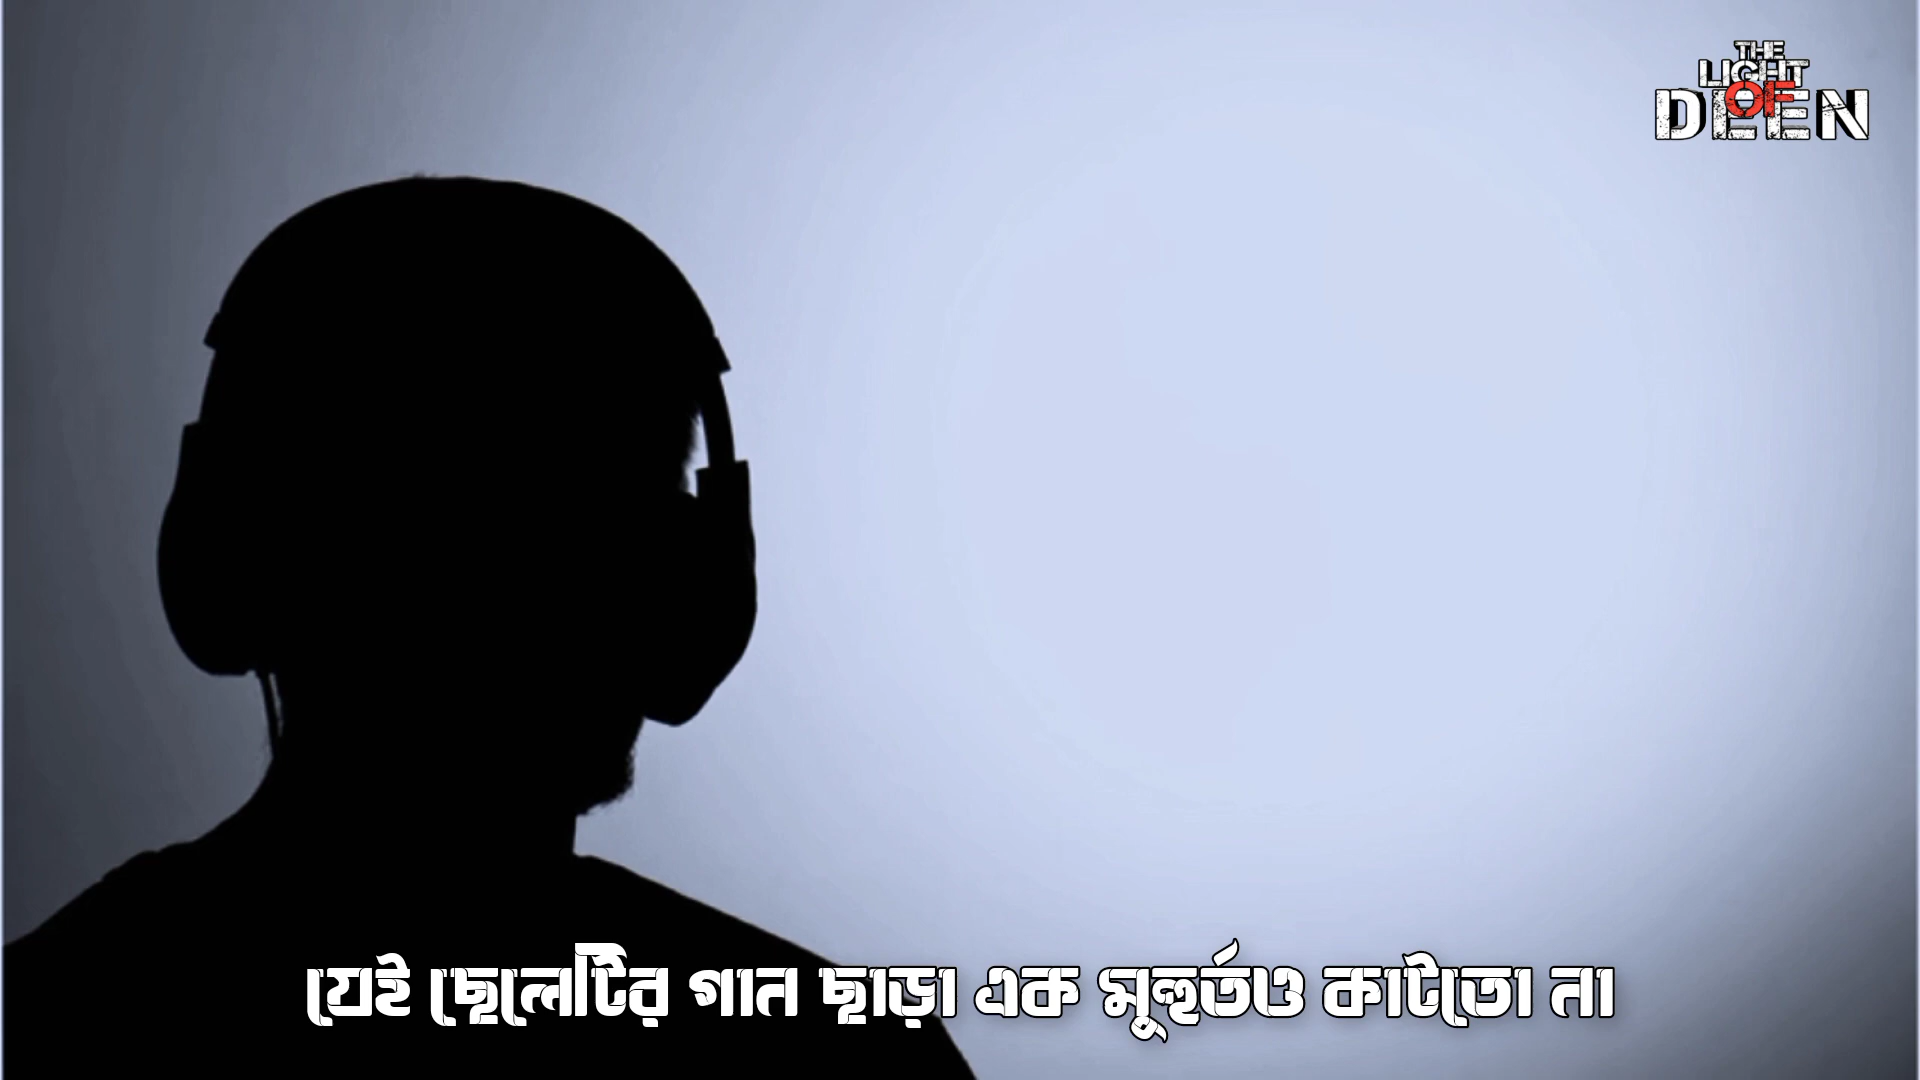 THE
LIGHT
OF
DEEN
যেই ছেলেটির গান ছাড়া এক মুহুর্তও কাটতো না